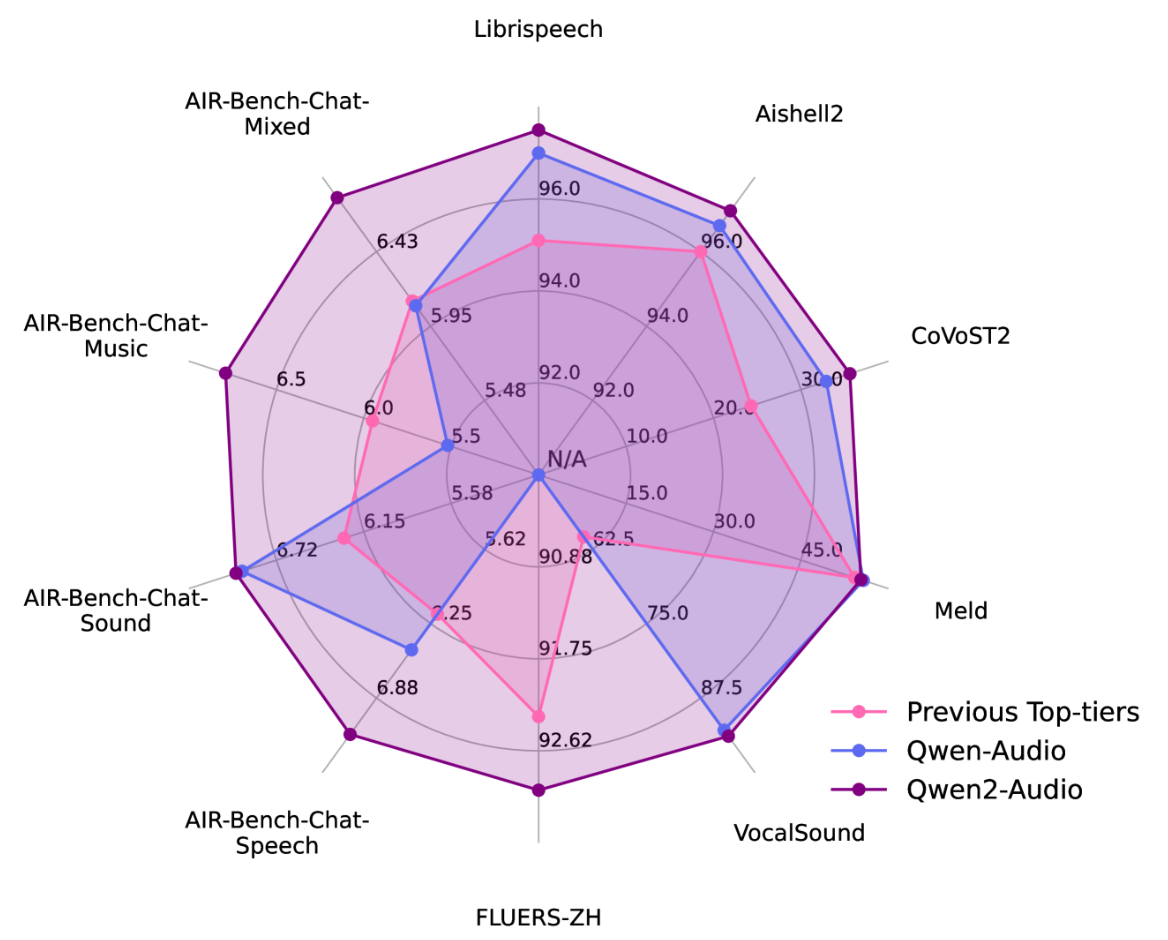 Librispeech
AIR-Bench-Chat-
Mixed
Aishell2
96.0
96.0
6.43
AIR-Bench-Chat-
Music
CoVoST2
94.0
94.0
5.95
6.5
30.0
92.0
92.0
5.48
6.0
20.0
5.5
10.0
N/A
5.58
15.0
6.15
30.0
6.72
45.0
5.62
62.5
90.88
AIR-Bench-Chat-
Sound
Meld
6.25
75.0
91.75
6.88
87.5
92.62
Previous Top-tiers
Qwen-Audio
Qwen2-Audio
AIR-Bench-Chat-
Speech
VocalSound
FLUERS-ZH